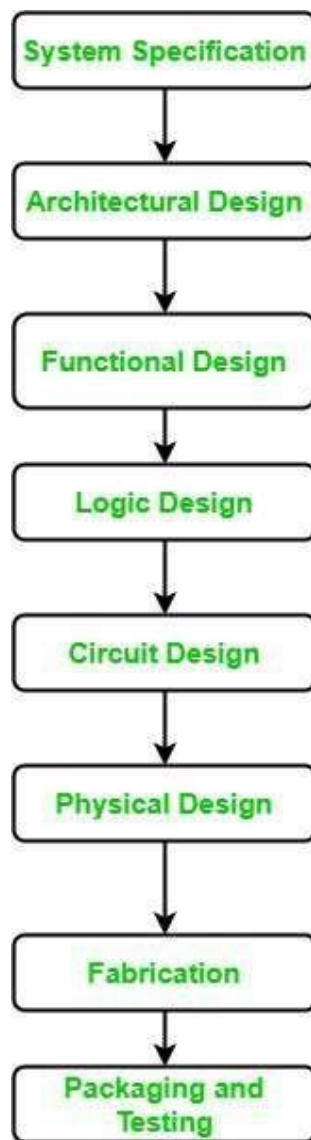 System Specification
Architectural Design
Functional Design
Logic Design
Circuit Design
Physical Design
Fabrication
Packaging and
Testing